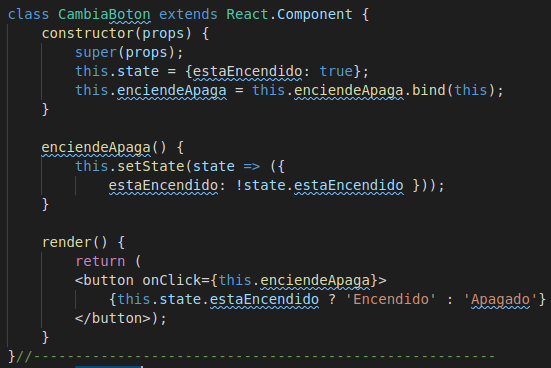 class CambiaBoton extends React.Component {
    constructor(props) {
        super(props);
        this.state = {estaEncendido: true};
        this.enciendeApaga = this.enciendeApaga.bind(this);
    }
    enciendeApaga() {
        this.setState(state => ({
            estaEncendido: !state.estaEncendido }));
    }
    render() {
        return (
        <button onClick={this.enciendeApaga}>
            {this.state.estaEncendido ? 'Encendido' : 'Apagado'}
        </button>);
    }
}//-------------------------------------------------------